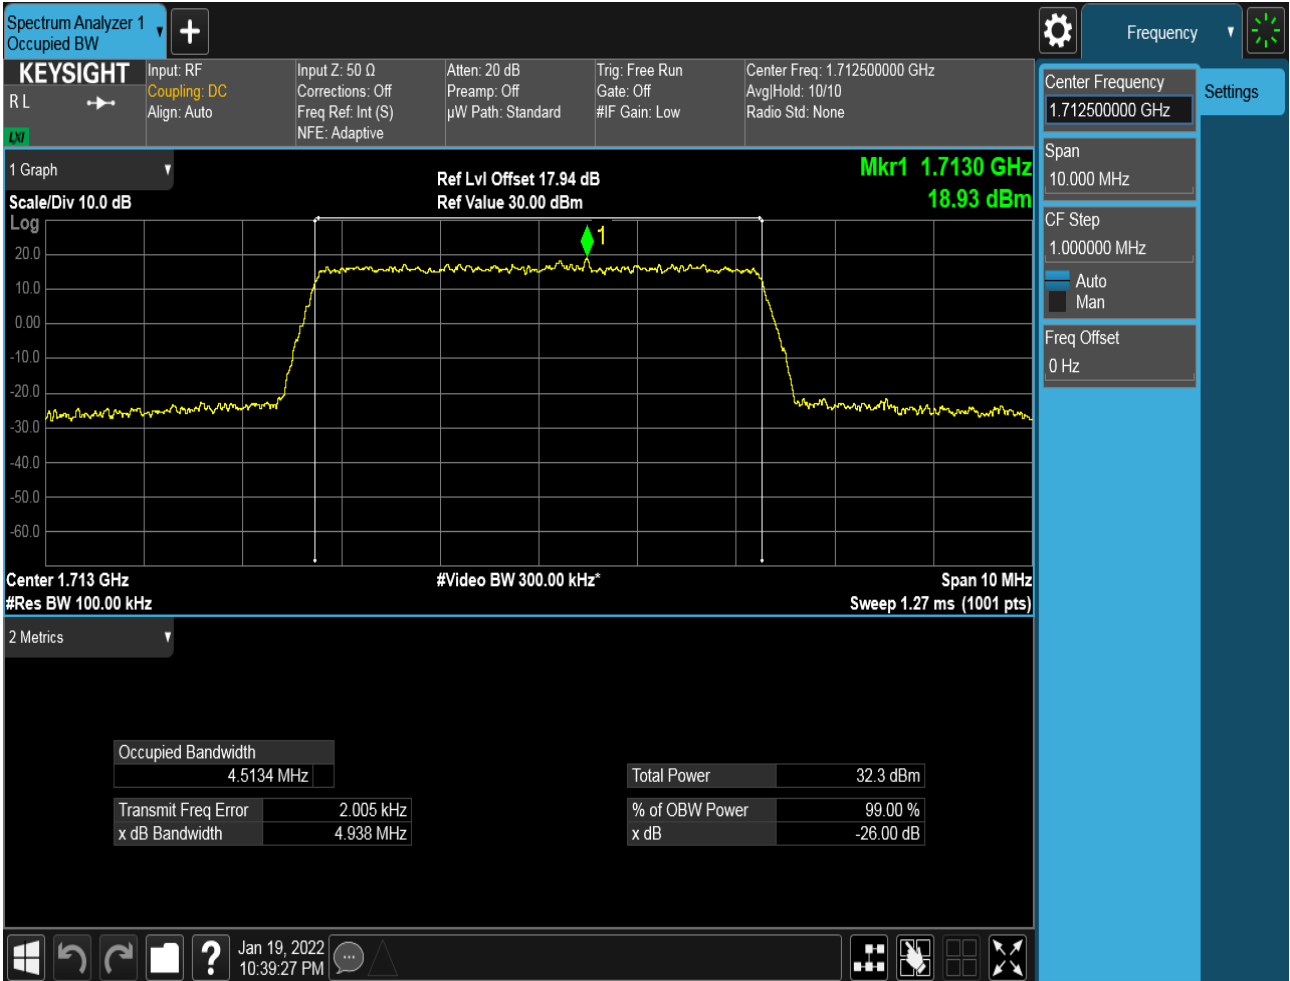 Spectrum Analyzer 1
Occupied BW
Frequency
KEYSIGHT
R L
LXI
Input: RF
Coupling: DC
Align: Auto
Input Z: 50 Ω
Corrections: Off
Freq Ref: Int (S)
NFE: Adaptive
Atten: 20 dB
Preamp: Off
µW Path: Standard
Trig: Free Run
Gate: Off
#IF Gain: Low
Center Freq: 1.712500000 GHz
Avg|Hold: 10/10
Radio Std: None
Center Frequency
1.712500000 GHz
Settings
Span
10.000 MHz
CF Step
1.000000 MHz
Auto
Man
Freq Offset
0 Hz
1 Graph
Scale/Div 10.0 dB
Ref Lvl Offset 17.94 dB
Ref Value 30.00 dBm
Mkr1 1.7130 GHz
18.93 dBm
Log
1
20.0
10.0
0.00
-10.0
-20.0
-30.0
-40.0
-50.0
-60.0
Center 1.713 GHz
#Video BW 300.00 kHz*
Span 10 MHz
#Res BW 100.00 kHz
Sweep 1.27 ms (1001 pts)
2 Metrics
Occupied Bandwidth
4.5134 MHz
Total Power 32.3 dBm
Transmit Freq Error 2.005 kHz
% of OBW Power 99.00 %
x dB Bandwidth 4.938 MHz
x dB -26.00 dB
?
Jan 19, 2022
10:39:27 PM